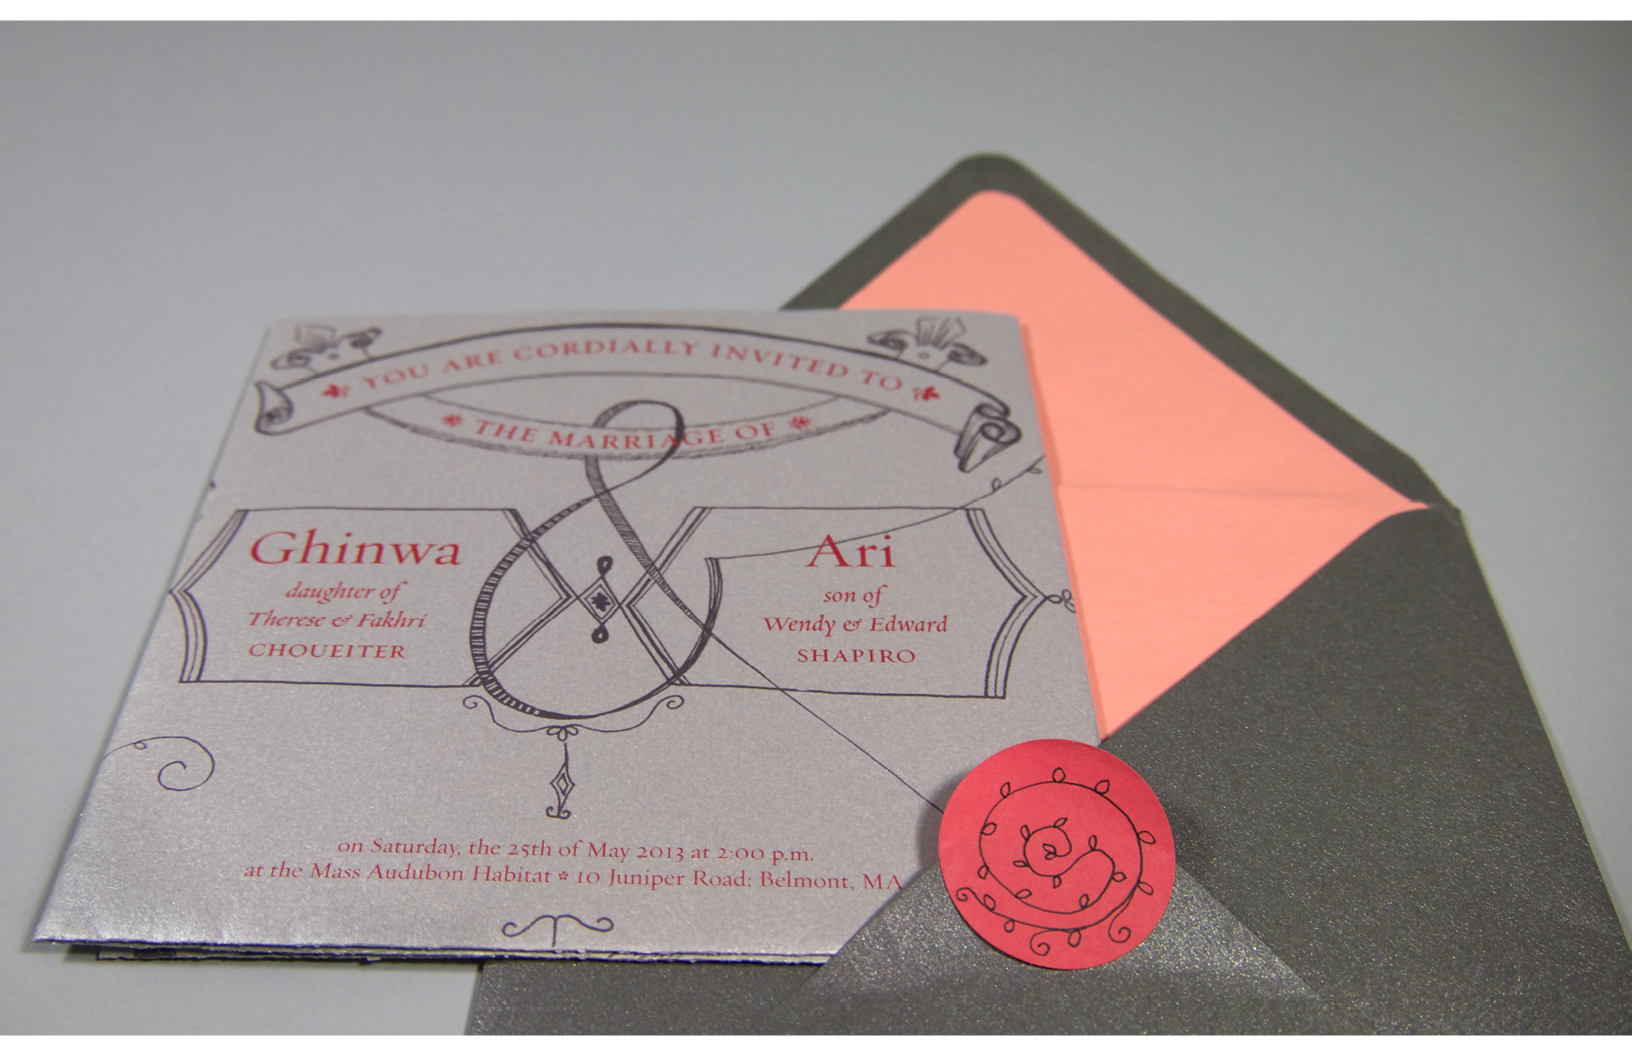 YOU ARE CORDIALLY INVITED TO
THE MARRIAGE OF
Ghinwa
daughter of
Therese & Fakhri
CHOUEITER
Ari
son of
Wendy & Edward
SHAPIRO
on Saturday, the 25th of May 2013 at 2:00 p.m.
at the Mass Audubon Habitat * 10 Juniper Road; Belmont, MA